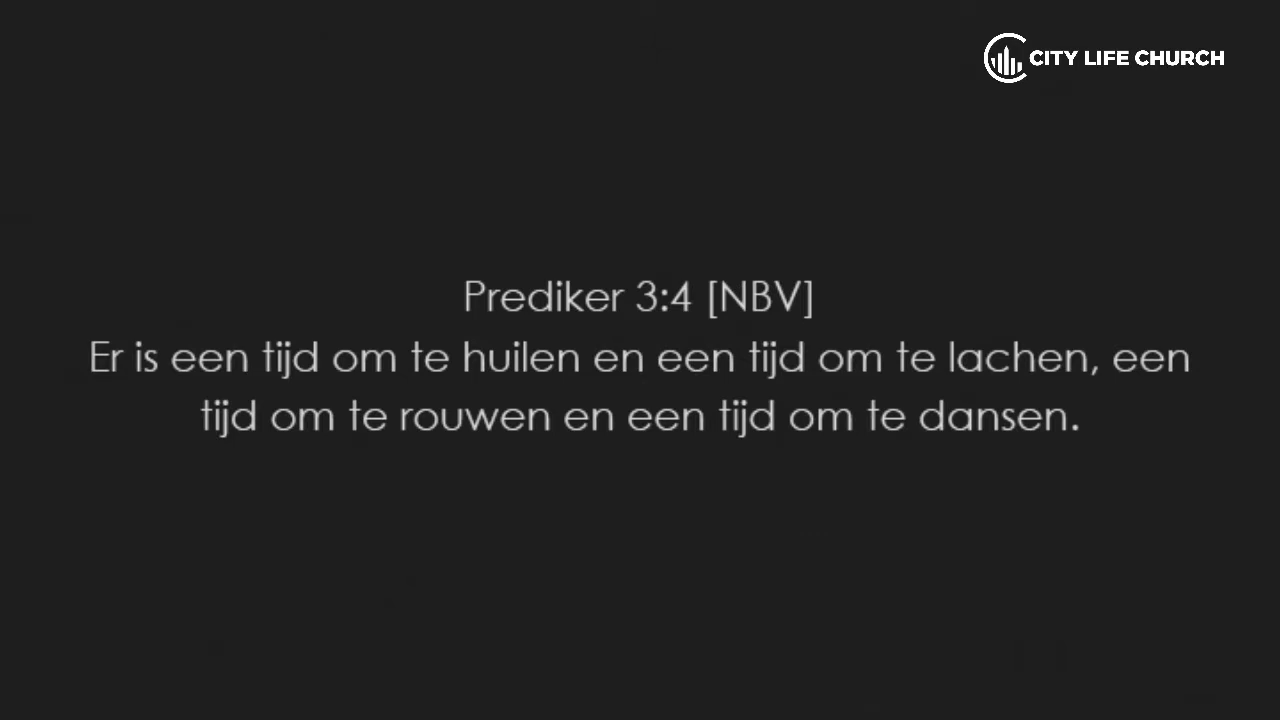 CITY LIFE CHURCH
Prediker 3:4 [NBV]
Er is een tijd om te huilen en een tijd om te lachen, een
tijd om te rouwen en een tijd om te dansen.